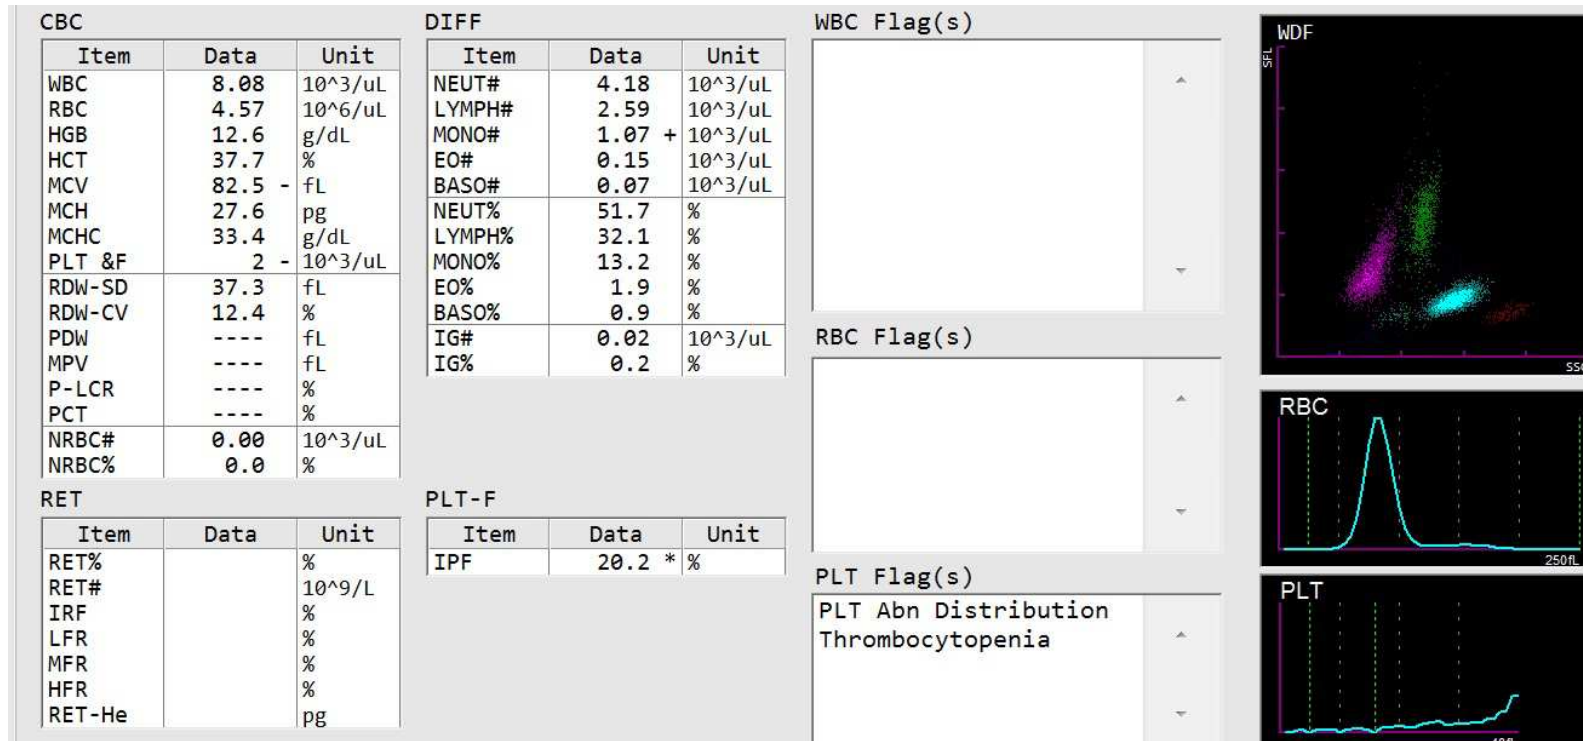 CBC
Item Data Unit
WBC 8.08 10^3/uL
RBC 4.57 10^6/uL
HGB 12.6 g/dL
HCT 37.7 %
MCV 82.5 - fL
MCH 27.6 pg
MCHC 33.4 g/dL
PLT &F 2 - 10^3/uL
RDW-SD 37.3 fL
RDW-CV 12.4 %
PDW ---- fL
MPV ---- fL
P-LCR ---- %
PCT ---- %
NRBC# 0.00 10^3/uL
NRBC% 0.0 %
RET
Item Data Unit
RET% %
RET# 10^9/L
IRF %
LFR %
MFR %
HFR %
RET-He pg
DIFF
Item Data Unit
NEUT# 4.18 10^3/uL
LYMPH# 2.59 10^3/uL
MONO# 1.07 + 10^3/uL
EO# 0.15 10^3/uL
BASO# 0.07 10^3/uL
NEUT% 51.7 %
LYMPH% 32.1 %
MONO% 13.2 %
EO% 1.9 %
BASO% 0.9 %
IG# 0.02 10^3/uL
IG% 0.2 %
PLT-F
Item Data Unit
IPF 20.2 * %
WBC Flag(s)
RBC Flag(s)
PLT Flag(s)
PLT Abn Distribution
Thrombocytopenia
WDF
SFL
RBC
250fL
PLT